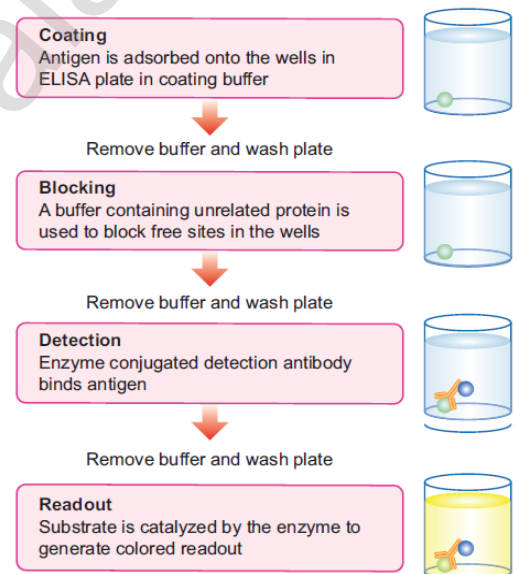 Coating
Antigen is adsorbed onto the wells in
ELISA plate in coating buffer
Remove buffer and wash plate
Blocking
A buffer containing unrelated protein is
used to block free sites in the wells
Remove buffer and wash plate
Detection
Enzyme conjugated detection antibody
binds antigen
Remove buffer and wash plate
Readout
Substrate is catalyzed by the enzyme to
generate colored readout